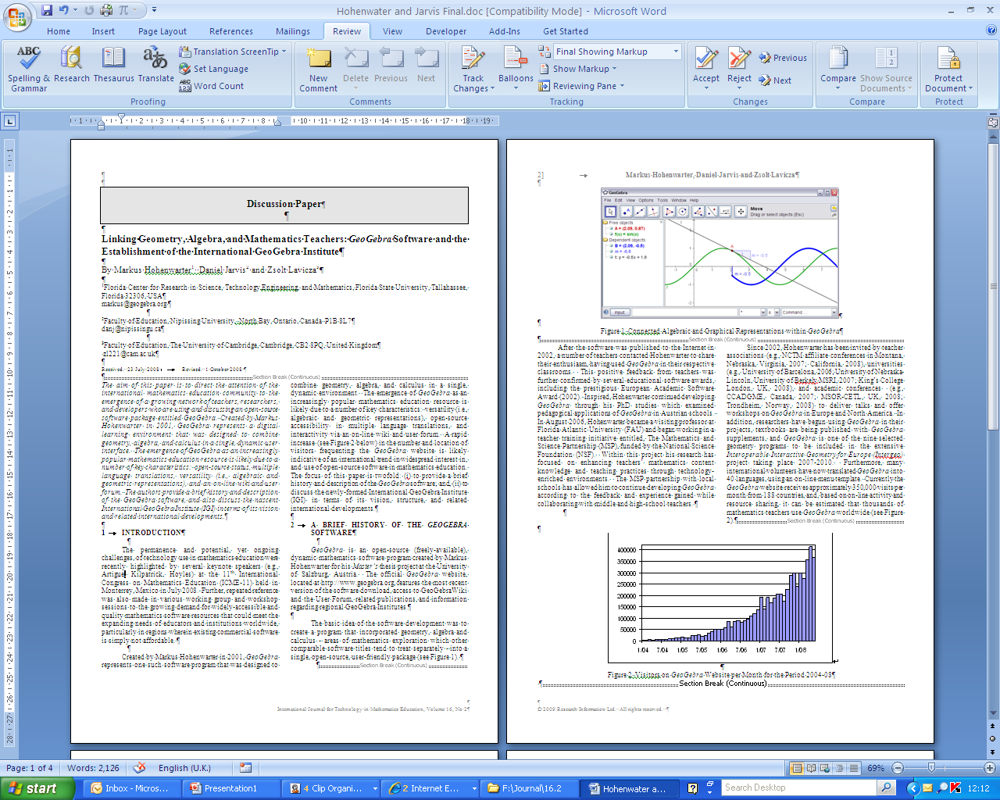 Hohenwater and Jarvis Final.doc [Compatibility Mode] - Microsoft Word
Home Insert Page Layout References Mailings Review View Developer Add-Ins Get Started
ABC Spelling & Grammar
Research
Thesaurus
Translate
Translation ScreenTip
Set Language
Word Count
Proofing
New Comment
Delete
Previous
Next
Comments
Track Changes
Balloons
Final Showing Markup
Show Markup
Reviewing Pane
Tracking
Accept
Reject
Previous
Next
Changes
Compare
Show Source Documents
Compare
Protect Document
Protect
Discussion Paper¶
Linking Geometry, Algebra, and Mathematics Teachers: GeoGebra Software and the
Establishment of the International GeoGebra Institute¶
By Markus Hohenwarter¹, Daniel Jarvis² and Zsolt Lavicza³¶
¹Florida Center for Research in Science, Technology Engineering, and Mathematics, Florida State University, Tallahassee,
Florida 32306, USA¶
markus@geogebra.org¶
²Faculty of Education, Nipissing University, North Bay, Ontario, Canada P1B 8L7¶
danj@nipissingu.ca¶
³Faculty of Education, The University of Cambridge, Cambridge, CB2 8PQ, United Kingdom¶
zl221@cam.ac.uk¶
Received: 23 July 2008 Revised: 1 October 2008¶
Section Break (Continuous)
The aim of this paper is to direct the attention of the
international mathematics education community to the
emergence of a growing network of teachers, researchers,
and developers who are using and discussing an open-source
software package entitled GeoGebra. Created by Markus
Hohenwarter in 2001, GeoGebra represents a digital
learning environment that was designed to combine
geometry, algebra, and calculus in a single, dynamic user
interface. The emergence of GeoGebra as an increasingly
popular mathematics education resource is likely due to a
number of key characteristics: open-source status, multiple
language translations, versatility (i.e., algebraic and
geometric representations), and an on-line wiki and user
forum. The authors provide a brief history and description
of the GeoGebra software, and also discuss the nascent
International GeoGebra Institute (IGI) in terms of its vision
and related international developments.¶
1 INTRODUCTION¶
The permanence and potential, yet ongoing
challenges, of technology use in mathematics education were
recently highlighted by several keynote speakers (e.g.,
Artigue, Kilpatrick, Hoyles) at the 11th International
Congress on Mathematics Education (ICME-11) held in
Monterrey, Mexico in July 2008. Further, repeated reference
was also made in various working group and workshop
sessions to the growing demand for widely-accessible and
quality mathematics software resources that could meet the
expanding needs of educators and institutions worldwide,
particularly in regions wherein existing commercial software
is simply not affordable.¶
Created by Markus Hohenwarter in 2001, GeoGebra
represents one such software program that was designed to
combine geometry, algebra, and calculus in a single,
dynamic environment. The emergence of GeoGebra as an
increasingly popular mathematics education resource is
likely due to a number of key characteristics: versatility (i.e.,
algebraic and geometric representations), open-source
accessibility in multiple language translations, and
interactivity via an on-line wiki and user forum. A rapid
increase (see Figure 2 below) in the number and location of
visitors frequenting the GeoGebra website is likely
indicative of an international trend in widespread interest in,
and use of open-source software in mathematics education.
The focus of this paper is twofold: (i) to provide a brief
history and description of the GeoGebra software; and, (ii) to
discuss the newly-formed International GeoGebra Institute
(IGI) in terms of its vision, structure, and related
international developments.¶
2 A BRIEF HISTORY OF THE GEOGEBRA
SOFTWARE¶
GeoGebra is an open-source (freely-available),
dynamic mathematics software program created by Markus
Hohenwarter for his Master's thesis project at the University
of Salzburg, Austria. The official GeoGebra website,
located at http://www.geogebra.org, features the most recent
version of the software download, access to GeoGebraWiki
and the User Forum, related publications, and information
regarding regional GeoGebra Institutes.¶
The basic idea of the software development was to
create a program that incorporated geometry, algebra and
calculus – areas of mathematics exploration which other
comparable software titles tend to treat separately – into a
single, open-source, user-friendly package (see Figure 1).¶
Section Break (Continuous)
International Journal for Technology in Mathematics Education, Volume 16, No 2¶
2] Markus Hohenwarter, Daniel Jarvis and Zsolt Lavicza¶
GeoGebra
File Edit View Options Tools Window Help
Move
Drag or select objects (Esc)
Free objects
A = (2.09, 0.87)
f(x) = sin(x)
Dependent objects
B = (2.09, -0.5)
m = -0.5
t: y = -0.5x + 1.9
Input:
Command ...
Figure 1. Connected Algebraic and Graphical Representations within GeoGebra¶
Section Break (Continuous)
After the software was published to the Internet in
2002, a number of teachers contacted Hohenwarter to share
their enthusiasm, having used GeoGebra in their respective
classrooms. This positive feedback from teachers was
further confirmed by several educational software awards,
including the prestigious European Academic Software
Award (2002). Inspired, Hohenwarter continued developing
GeoGebra through his PhD studies which examined
pedagogical applications of GeoGebra in Austrian schools.
In August 2006, Hohenwarter became a visiting professor at
Florida Atlantic University (FAU) and began working in a
teacher training initiative entitled, The Mathematics and
Science Partnership (MSP), funded by the National Science
Foundation (NSF). Within this project his research has
focused on enhancing teachers' mathematics content
knowledge and teaching practices through technology-
enriched environments. The MSP partnership with local
schools has allowed him to continue developing GeoGebra
according to the feedback and experience gained while
collaborating with middle and high-school teachers.¶
Since 2002, Hohenwarter has been invited by teacher
associations (e.g., NCTM affiliate conferences in Montana,
Nebraska, Virginia, 2007; California, 2008), universities
(e.g., University of Barcelona, 2006; University of Nebraska
Lincoln, University of Berkely MSRI, 2007; King's College
London, UK, 2008), and academic conferences (e.g.,
CCADGME, Canada, 2007; MSOR-CETL, UK, 2008;
Trondheim, Norway, 2008) to deliver talks and offer
workshops on GeoGebra in Europe and North America. In
addition, researchers have begun using GeoGebra in their
projects, textbooks are being published with GeoGebra
supplements, and GeoGebra is one of the nine selected
geometry programs to be included in the extensive
Interoperable Interactive Geometry for Europe (Intergeo)
project taking place 2007-2010. Furthermore, many
international volunteers have now translated GeoGebra into
40 languages, using an on-line menu template. Currently the
GeoGebra website receives approximately 350,000 visits per
month from 188 countries, and, based on on-line activity and
resource sharing, it can be estimated that thousands of
mathematics teachers use GeoGebra worldwide (see Figure
2).¶ Section Break (Continuous)
400000
350000
300000
250000
200000
150000
100000
50000
0
1/04 7/04 1/05 7/05 1/06 7/06 1/07 7/07 1/08
Figure 2. Visitors on GeoGebra Website per Month for the Period 2004-08¶
Section Break (Continuous)
© 2009 Research Information Ltd. All rights reserved.¶
Page: 1 of 4 Words: 2,126 English (U.K.) 69%
start Inbox - Micros... Presentation1 4 Clip Organi... 2 Internet E... F:\Journal\16.2 Hohenwater a... Search Desktop 12:12